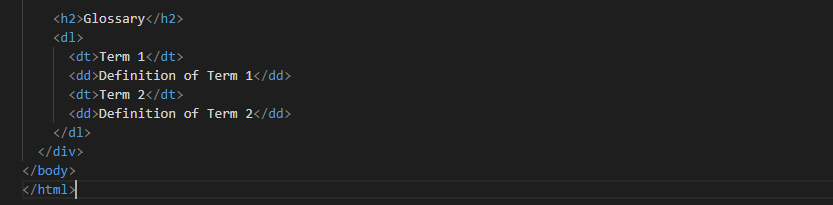 <h2>Glossary</h2>
<dl>
<dt>Term 1</dt>
<dd>Definition of Term 1</dd>
<dt>Term 2</dt>
<dd>Definition of Term 2</dd>
</dl>
</div>
</body>
</html>